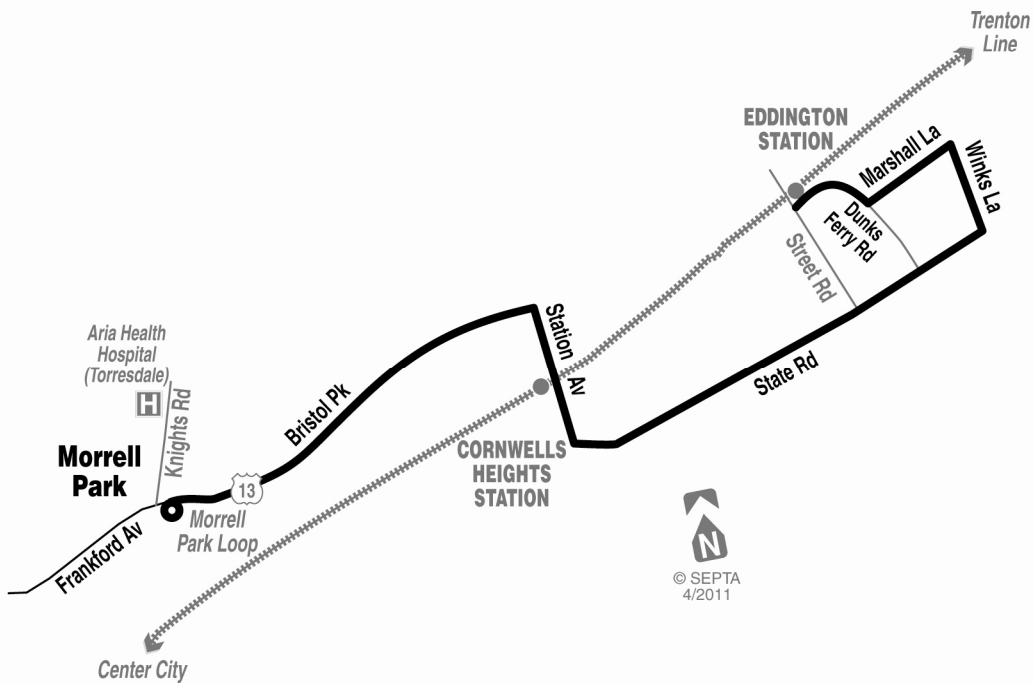 Trenton
Line
EDDINGTON
STATION
Marshall La
Winks La
Dunks
Ferry Rd
Street Rd
Station Av
State Rd
Aria Health
Hospital
(Torresdale)
H
Knights Rd
Bristol Pk
Morrell
Park
13
CORNWELLS
HEIGHTS
STATION
Morrell
Park Loop
Frankford Av
N
© SEPTA
4/2011
Center City